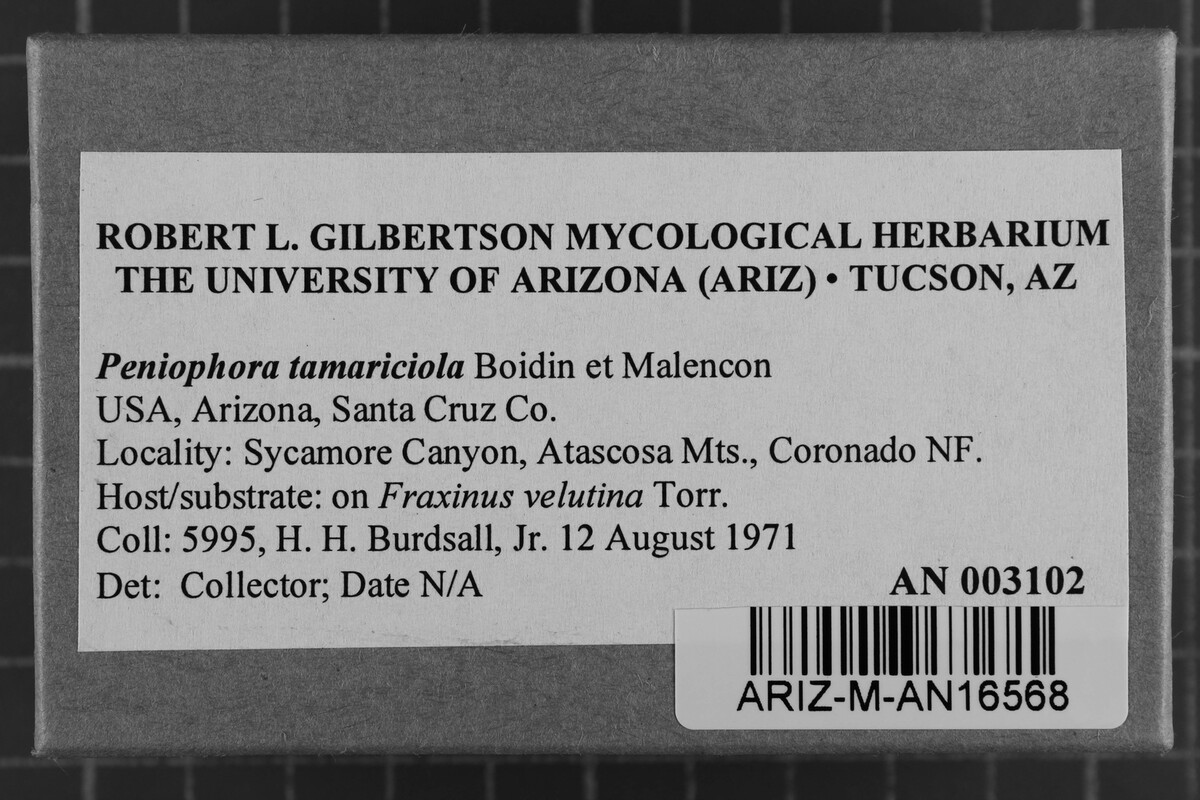 ROBERT L. GILBERTSON MYCOLOGICAL HERBARIUM
THE UNIVERSITY OF ARIZONA (ARIZ) • TUCSON, AZ
Peniophora tamariciola Boidin et Malencon
USA, Arizona, Santa Cruz Co.
Locality: Sycamore Canyon, Atascosa Mts., Coronado NF.
Host/substrate: on Fraxinus velutina Torr.
Coll: 5995, H. H. Burdsall, Jr. 12 August 1971
Det: Collector; Date N/A
AN 003102
ARIZ-M-AN16568